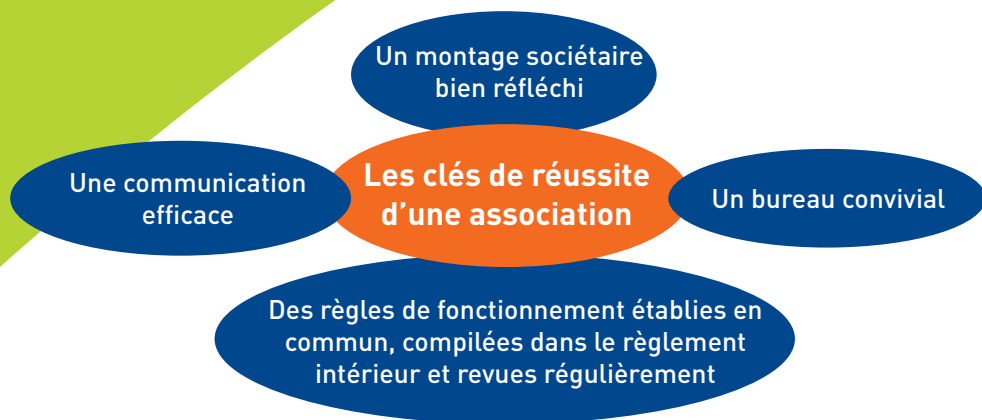 Un montage sociétaire
bien réfléchi
Les clés de réussite
d'une association
Une communication
efficace
Un bureau convivial
Des règles de fonctionnement établies en
commun, compilées dans le règlement
intérieur et revues régulièrement